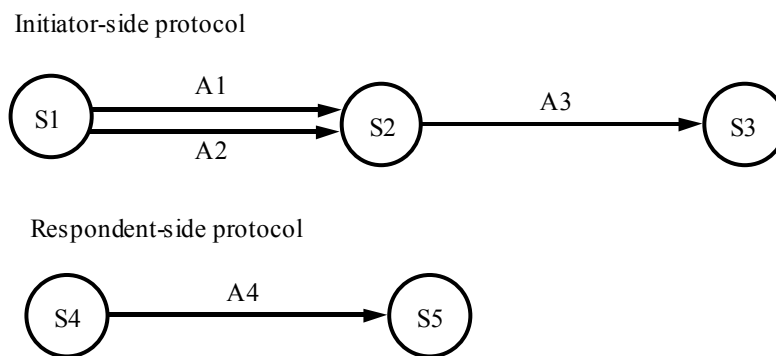 Initiator-side protocol
A1
S1
S2
A3
S3
A2
Respondent-side protocol
A4
S4
S5